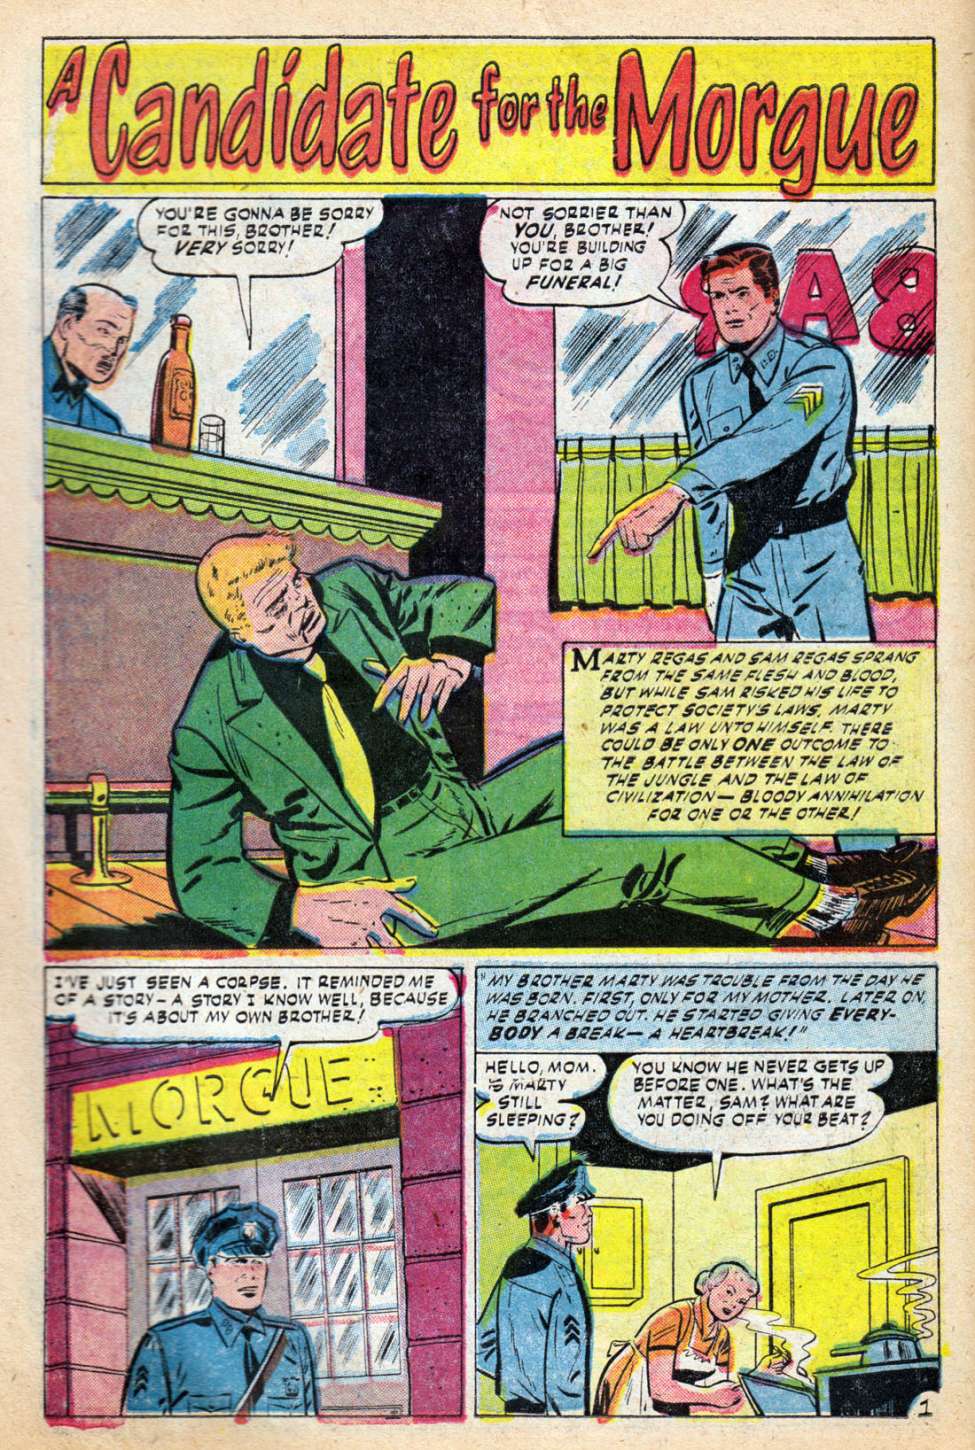 A Candidate for the Morgue
YOU'RE GONNA BE SORRY
FOR THIS, BROTHER!
VERY SORRY!
NOT SORRIER THAN
YOU, BROTHER!
YOU'RE BUILDING
UP FOR A BIG
FUNERAL!
BAR
MARTY REGAS AND SAM REGAS SPRANG
FROM THE SAME FLESH AND BLOOD,
BUT WHILE SAM RISKED HIS LIFE TO
PROTECT SOCIETY'S LAWS, MARTY
WAS A LAW UNTO HIMSELF. THERE
COULD BE ONLY ONE OUTCOME TO
THE BATTLE BETWEEN THE LAW OF
THE JUNGLE AND THE LAW OF
CIVILIZATION— BLOODY ANNIHILATION
FOR ONE OR THE OTHER!
I'VE JUST SEEN A CORPSE. IT REMINDED ME
OF A STORY— A STORY I KNOW WELL, BECAUSE
IT'S ABOUT MY OWN BROTHER!
MORGUE
"MY BROTHER MARTY WAS TROUBLE FROM THE DAY HE
WAS BORN. FIRST, ONLY FOR MY MOTHER. LATER ON,
HE BRANCHED OUT. HE STARTED GIVING EVERY-
BODY A BREAK— A HEARTBREAK!"
HELLO, MOM.
IS MARTY
STILL
SLEEPING?
YOU KNOW HE NEVER GETS UP
BEFORE ONE. WHAT'S THE
MATTER, SAM? WHAT ARE
YOU DOING OFF YOUR BEAT?
1